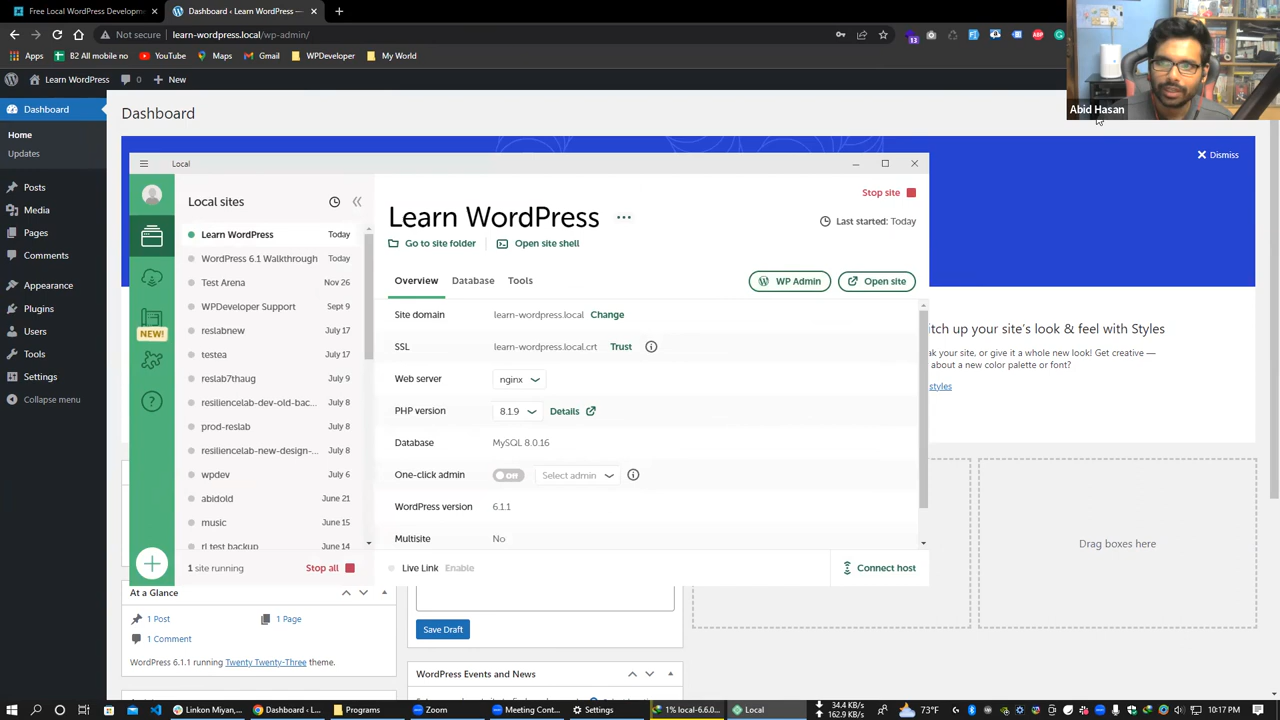 Free Local WordPress Develop
Dashboard ‹ Learn WordPress —
Not secure learn-wordpress.local/wp-admin/
13
ABP
Apps B2 All mobile no YouTube Maps Gmail WPDeveloper My World
Learn WordPress 0 New
Abid Hasan
Dashboard
Home
Updates
Posts
Media
Pages
Comments
Appearance
Plugins
Users
Tools
Settings
Collapse menu
Dashboard
Dismiss
Local
Local sites
Learn WordPress Today
WordPress 6.1 Walkthrough Today
Test Arena Nov 26
WPDeveloper Support Sept 9
reslabnew July 17
testea July 17
reslab7thaug July 9
resiliencelab-dev-old-bac... July 8
prod-reslab July 8
resiliencelab-new-design-... July 8
wpdev July 6
abidold June 21
music June 15
rl test backup June 14
NEW!
1 site running Stop all
Learn WordPress ...
Stop site
Last started: Today
Go to site folder Open site shell
Overview Database Tools
WP Admin Open site
Site domain learn-wordpress.local Change
SSL learn-wordpress.local.crt Trust
Web server nginx
PHP version 8.1.9 Details
Database MySQL 8.0.16
One-click admin Off Select admin
WordPress version 6.1.1
Multisite No
Live Link Enable
Connect host
tch up your site's look & feel with Styles
ak your site, or give it a whole new look! Get creative —
about a new color palette or font?
styles
Drag boxes here
At a Glance
1 Post 1 Page
1 Comment
WordPress 6.1.1 running Twenty Twenty-Three theme.
Save Draft
WordPress Events and News
Linkon Miyan,... Dashboard ‹ L... Programs Zoom Meeting Cont... Settings 1% local-6.6.0... Local
34.4 KB/s
162.9 KB/s
73°F
10:17 PM